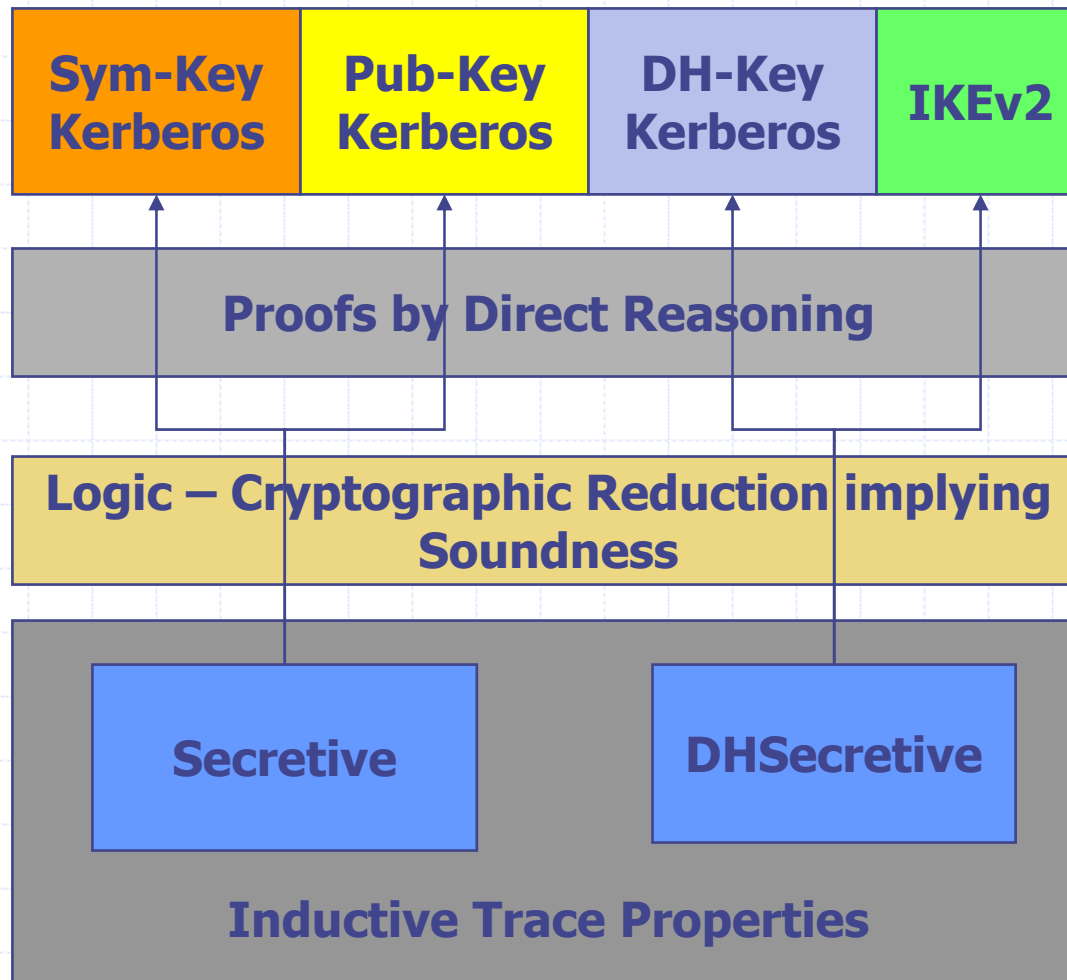 Sym-Key
Kerberos
Pub-Key
Kerberos
DH-Key
Kerberos
IKEv2
Proofs by Direct Reasoning
Logic – Cryptographic Reduction implying
Soundness
Secretive
DHSecretive
Inductive Trace Properties